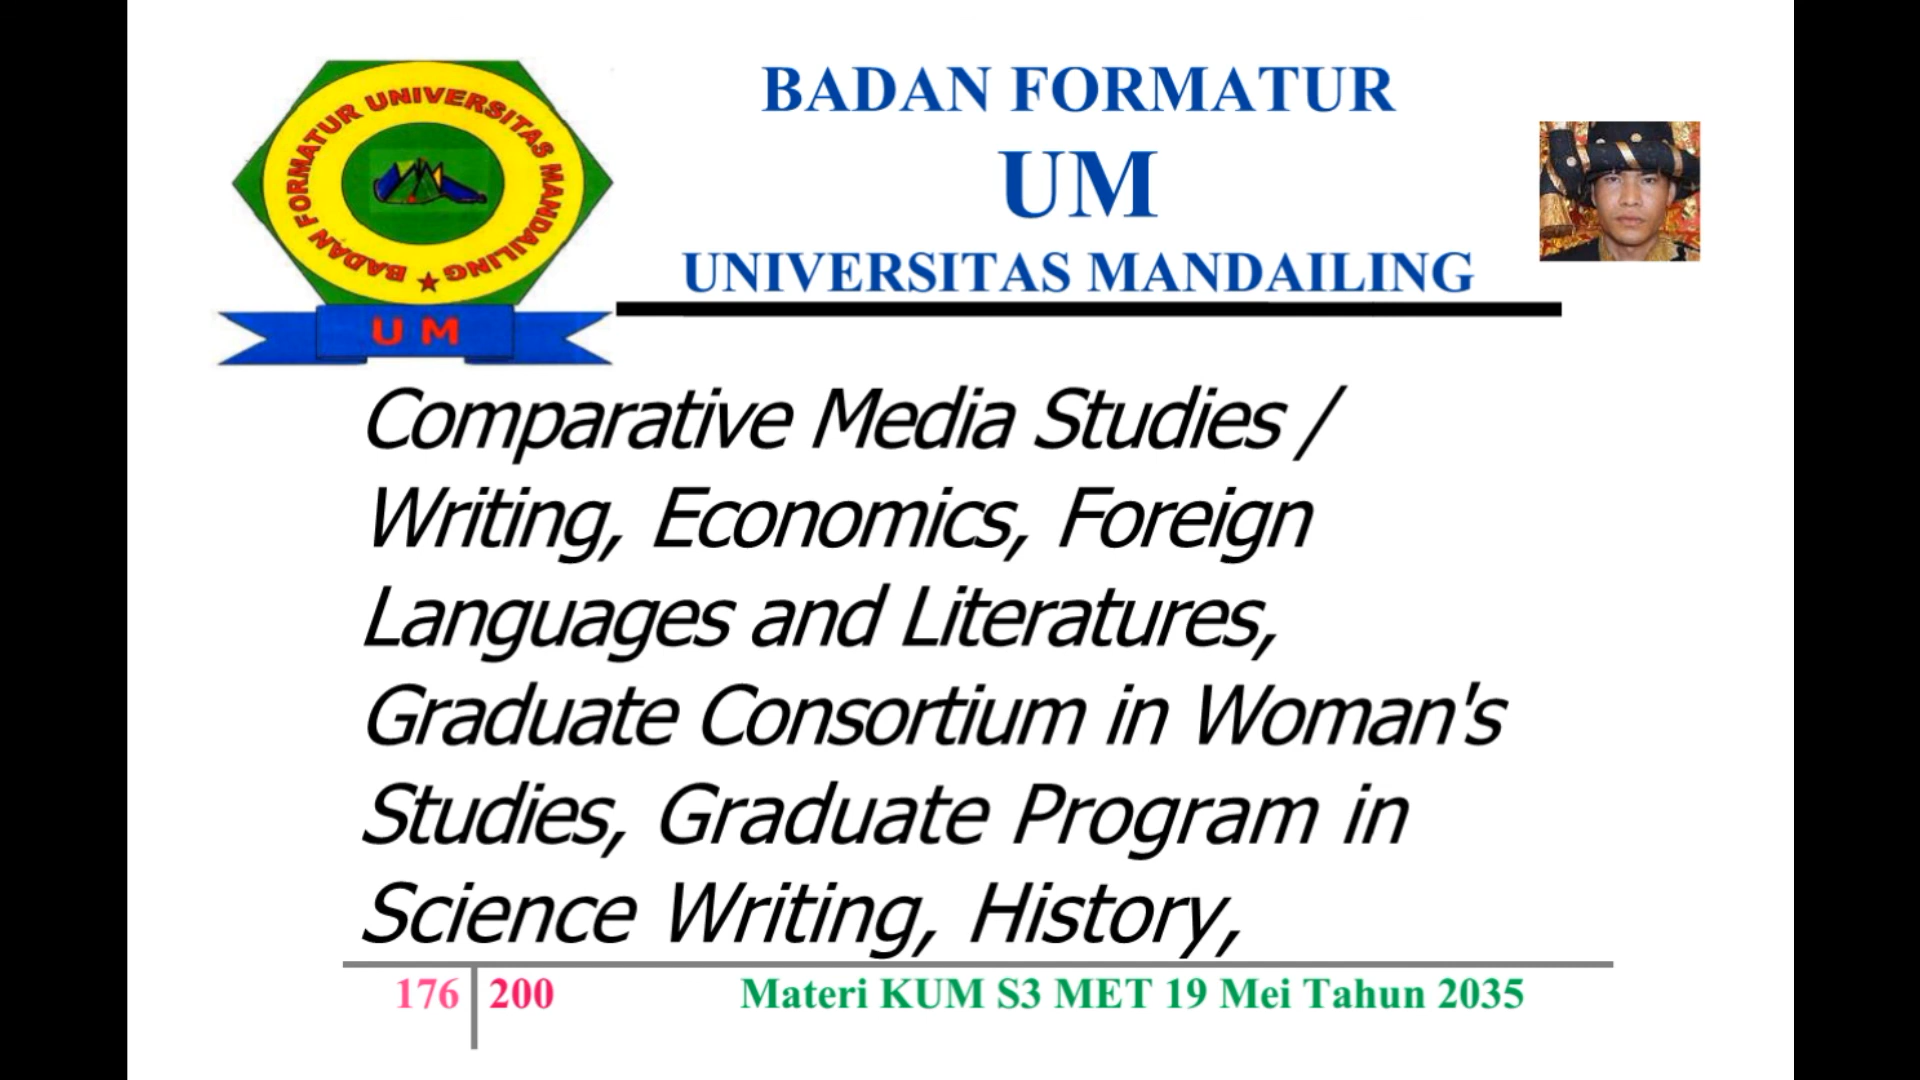 BADAN FORMATUR UNIVERSITAS MANDAILING
U M
BADAN FORMATUR
UM
UNIVERSITAS MANDAILING
Comparative Media Studies /
Writing, Economics, Foreign
Languages and Literatures,
Graduate Consortium in Woman's
Studies, Graduate Program in
Science Writing, History,
176 200 Materi KUM S3 MET 19 Mei Tahun 2035